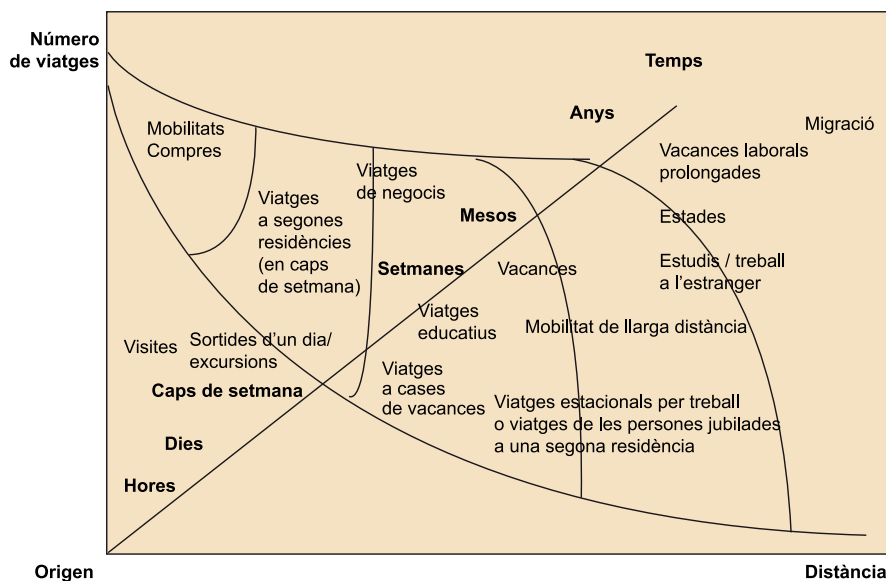 Número
de viatges
Temps
Anys
Migració
Mobilitats
Compres
Vacances laborals
prolongades
Viatges
de negocis
Viatges
a segones
residències
(en caps
de setmana)
Mesos
Estades
Setmanes
Vacances
Estudis / treball
a l’estranger
Viatges
educatius
Mobilitat de llarga distància
Visites
Sortides d’un dia/
excursions
Caps de setmana
Viatges
a cases
de vacances
Viatges estacionals per treball
o viatges de les persones jubilades
a una segona residència
Dies
Hores
Origen
Distància